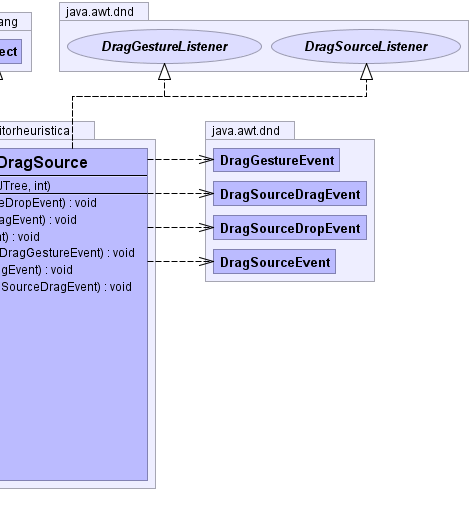 ang
java.awt.dnd
ect
DragGestureListener
DragSourceListener
itorheuristica
java.awt.dnd
DragSource
DragGestureEvent
JTree, int)
DragSourceDragEvent
eDropEvent) : void
agEvent) : void
DragSourceDropEvent
nt) : void
DragGestureEvent) : void
gEvent) : void
DragSourceEvent
SourceDragEvent) : void